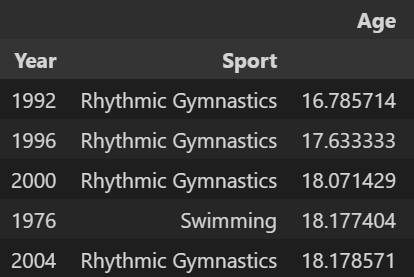 Age
Year Sport
1992 Rhythmic Gymnastics 16.785714
1996 Rhythmic Gymnastics 17.633333
2000 Rhythmic Gymnastics 18.071429
1976 Swimming 18.177404
2004 Rhythmic Gymnastics 18.178571